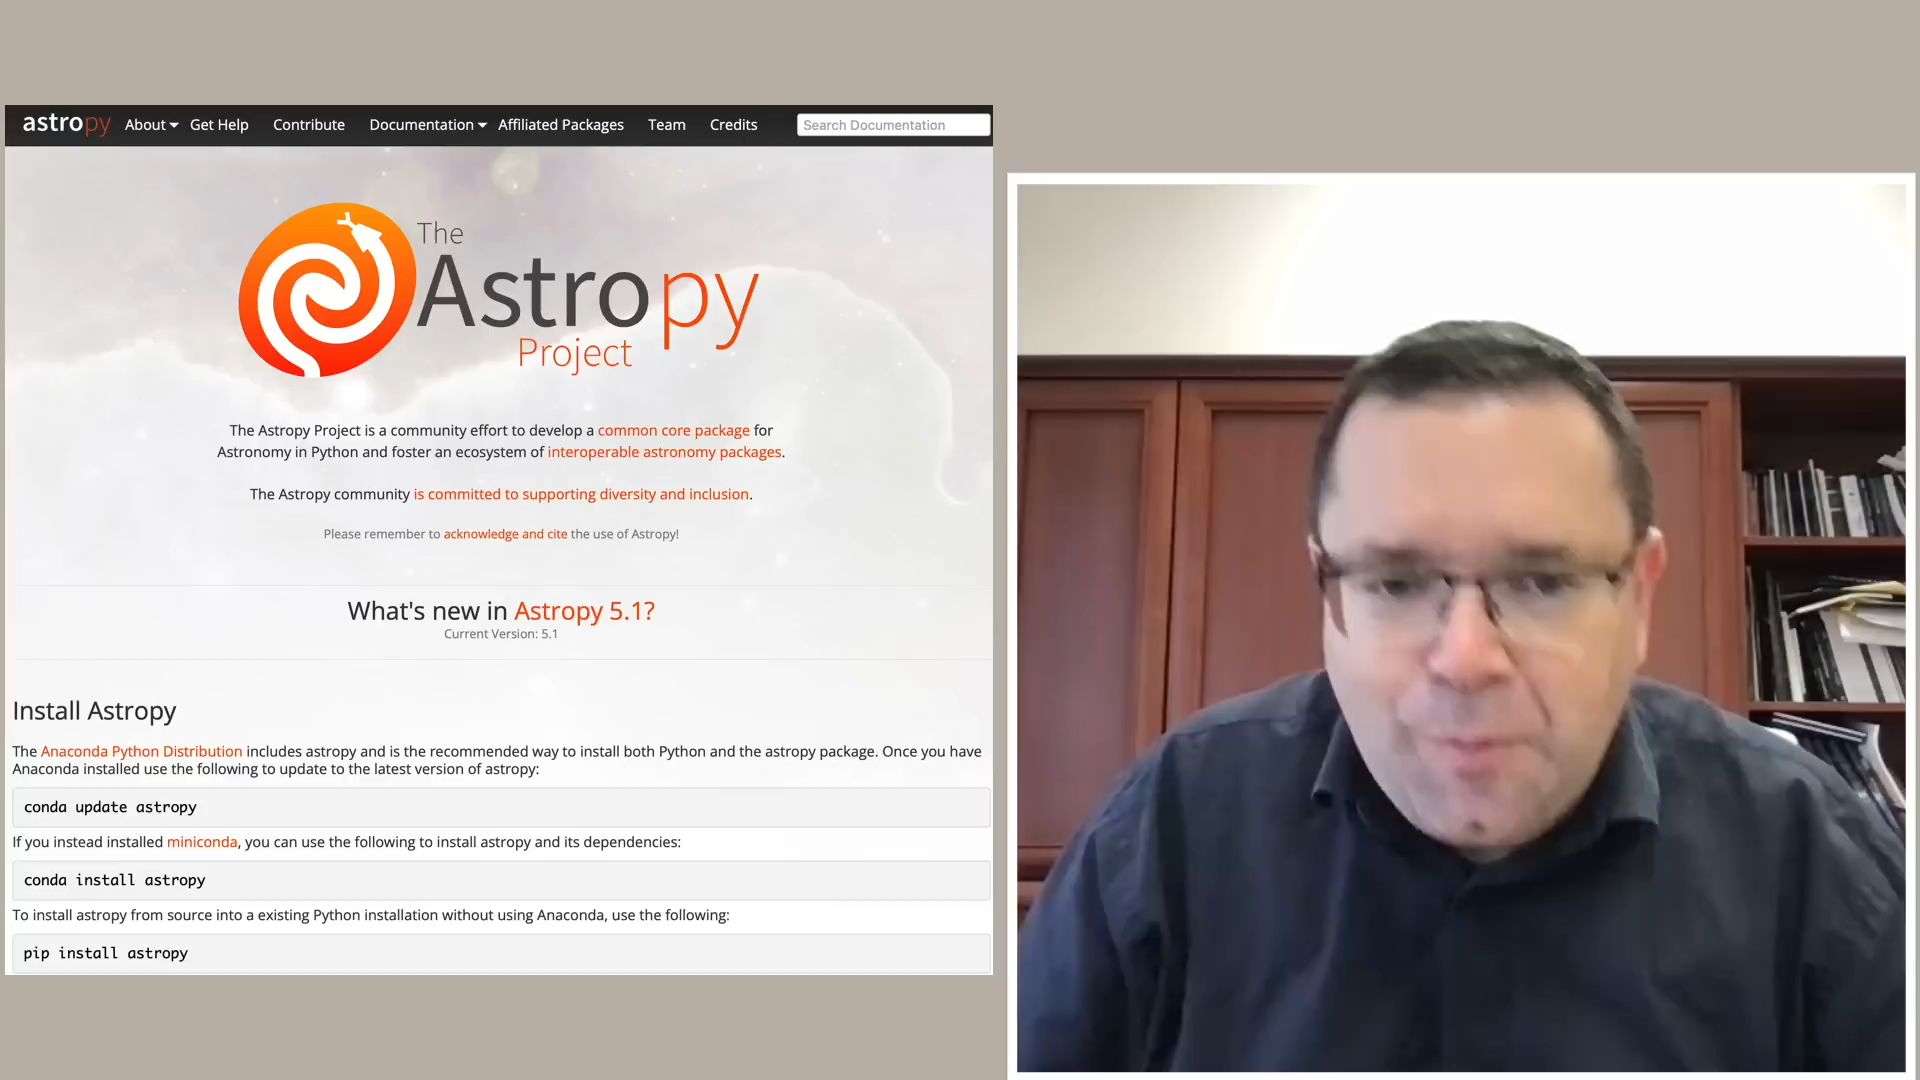 astropy About Get Help Contribute Documentation Affiliated Packages Team Credits Search Documentation
The
Astropy
Project
The Astropy Project is a community effort to develop a common core package for
Astronomy in Python and foster an ecosystem of interoperable astronomy packages.
The Astropy community is committed to supporting diversity and inclusion.
Please remember to acknowledge and cite the use of Astropy!
What's new in Astropy 5.1?
Current Version: 5.1
Install Astropy
The Anaconda Python Distribution includes astropy and is the recommended way to install both Python and the astropy package. Once you have
Anaconda installed use the following to update to the latest version of astropy:
conda update astropy
If you instead installed miniconda, you can use the following to install astropy and its dependencies:
conda install astropy
To install astropy from source into a existing Python installation without using Anaconda, use the following:
pip install astropy